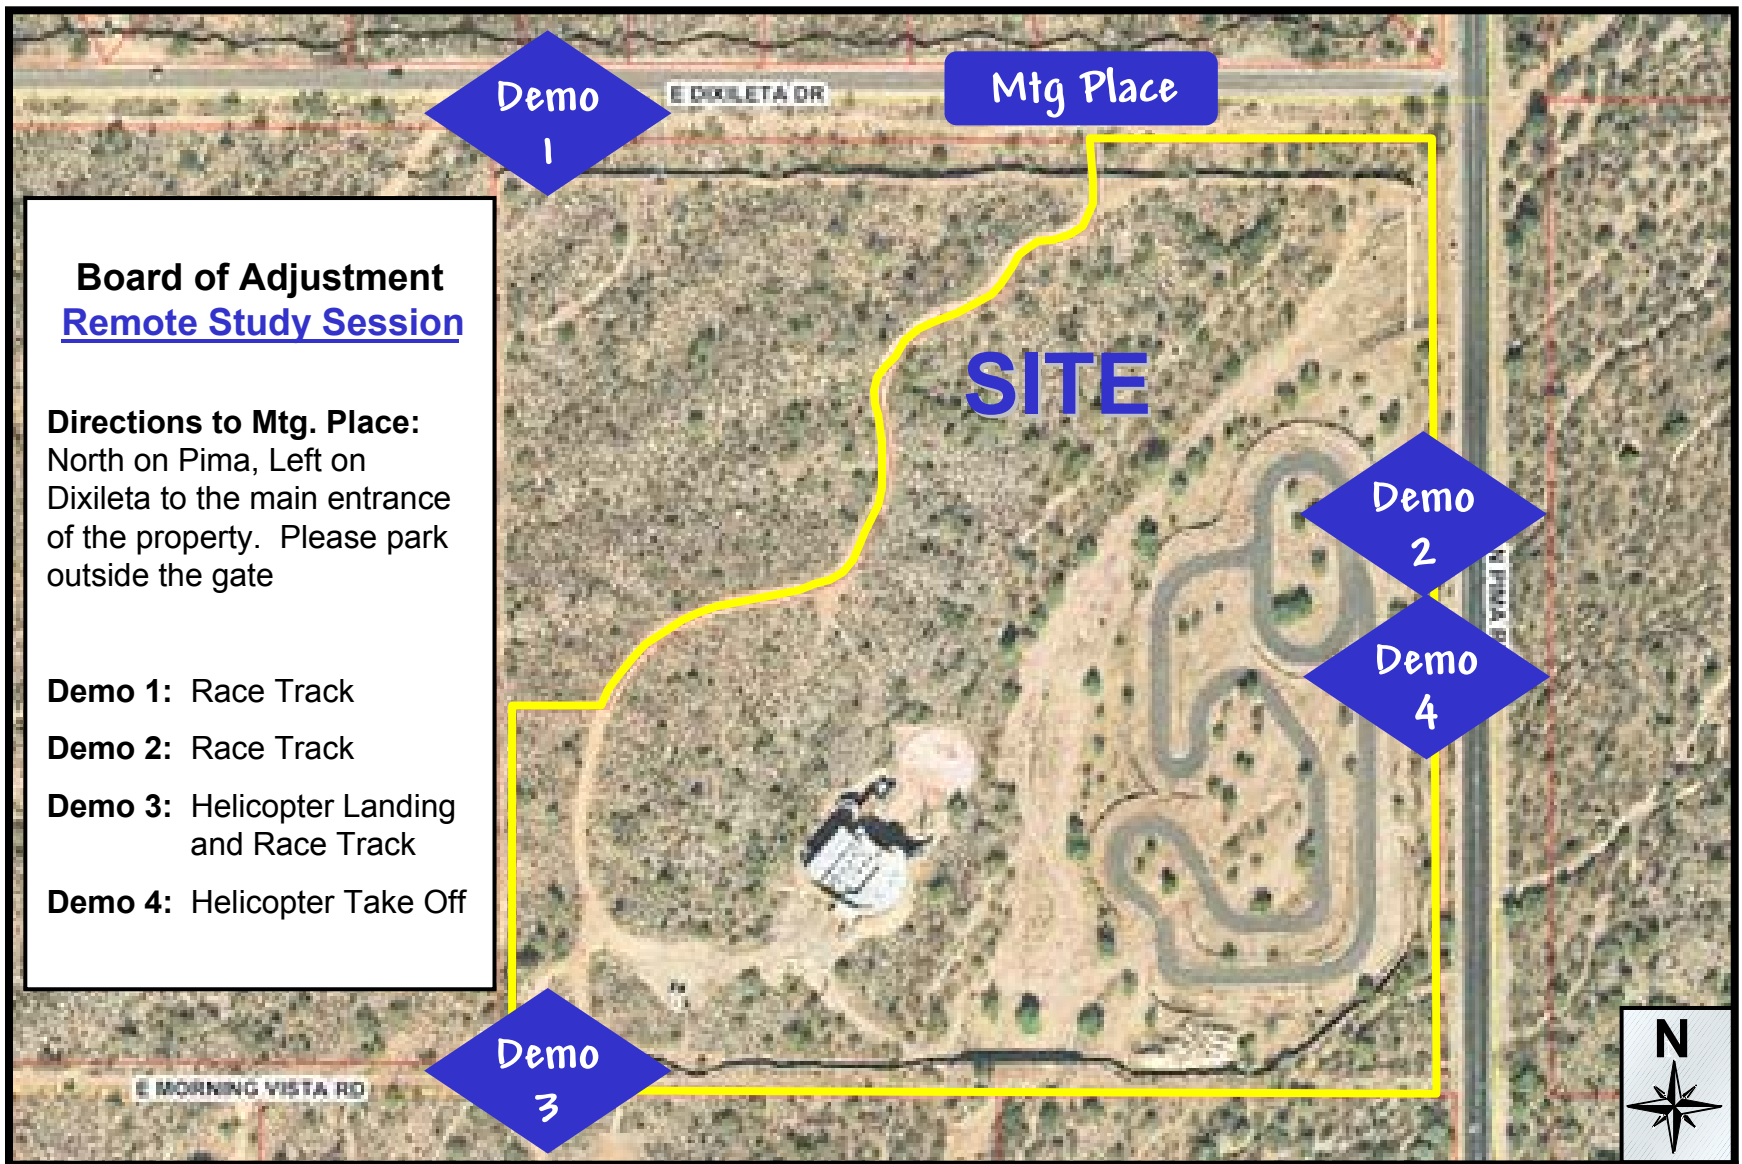 Demo
1
E DIXILETA DR
Mtg Place
Board of Adjustment
Remote Study Session
Directions to Mtg. Place:
North on Pima, Left on
Dixileta to the main entrance
of the property.  Please park
outside the gate
Demo 1:  Race Track
Demo 2:  Race Track
Demo 3:  Helicopter Landing
and Race Track
Demo 4:  Helicopter Take Off
SITE
Demo
2
N PIMA R
Demo
4
Demo
3
E MORNING VISTA RD
N